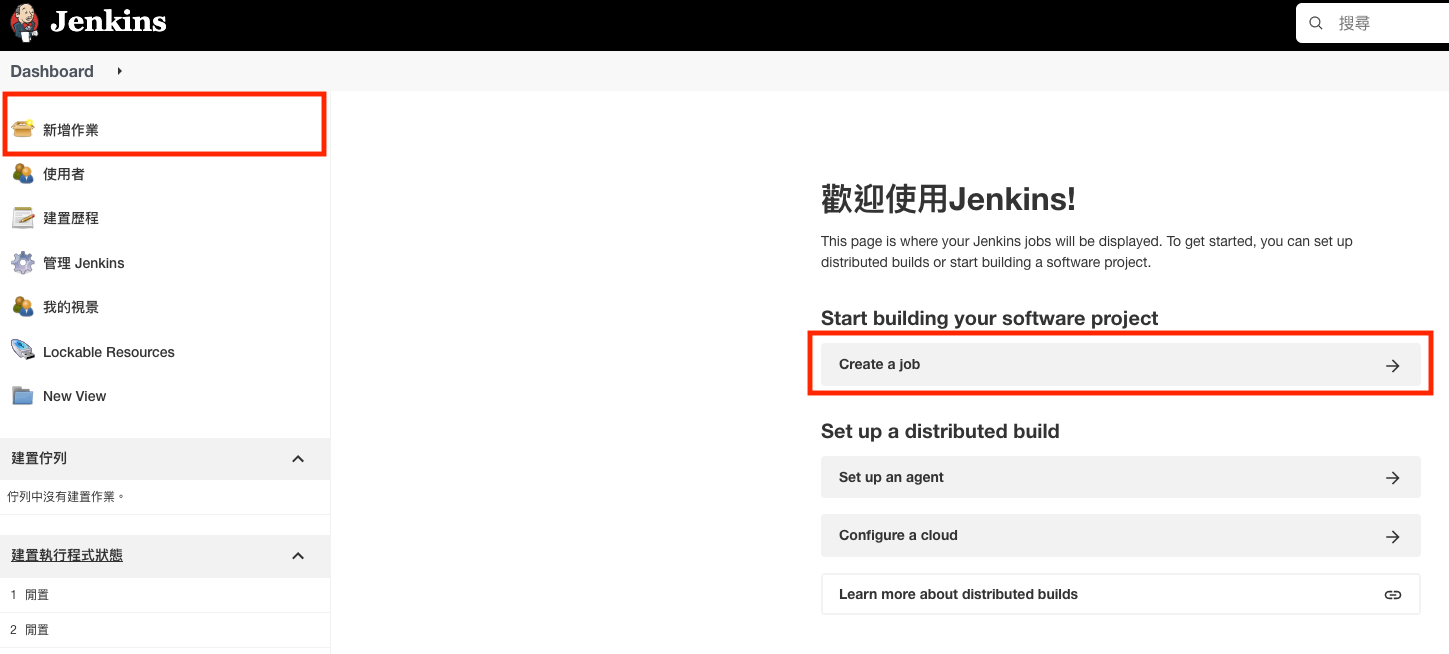 Jenkins
搜尋
Dashboard
新增作業
使用者
建置歷程
管理 Jenkins
我的視景
Lockable Resources
New View
建置佇列
佇列中沒有建置作業。
建置執行程式狀態
1 閒置
2 閒置
歡迎使用Jenkins!
This page is where your Jenkins jobs will be displayed. To get started, you can set up
distributed builds or start building a software project.
Start building your software project
Create a job
Set up a distributed build
Set up an agent
Configure a cloud
Learn more about distributed builds